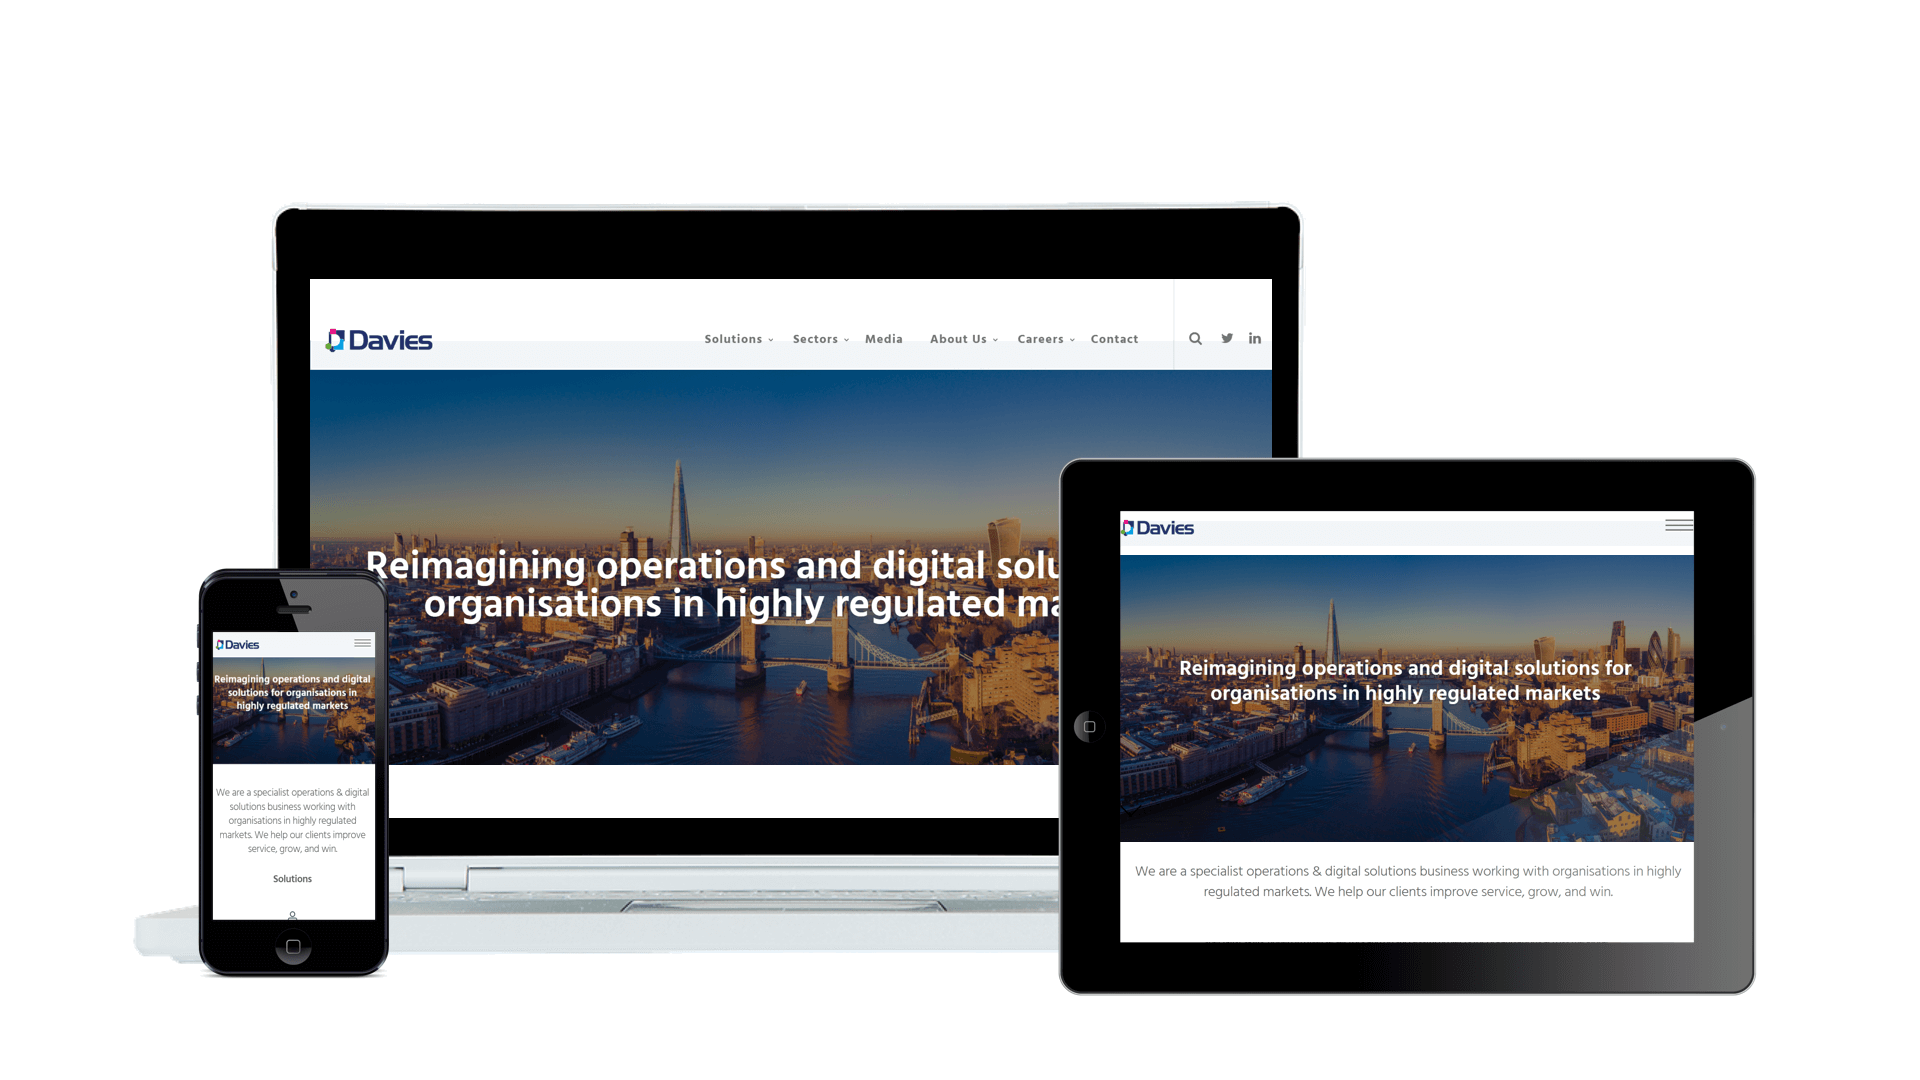 Davies
Solutions
Sectors
Media
About Us
Careers
Contact
in
Reimagining operations and digital
organisations in highly regulated
Davies
Reimagining operations and digital
solutions for organisations in
highly regulated markets
We are a specialist operations & digital
solutions business working with
organisations in highly regulated
markets. We help our clients improve
service, grow, and win.
Solutions
Davies
Reimagining operations and digital solutions for
organisations in highly regulated markets
We are a specialist operations & digital solutions business working with organisations in highly
regulated markets. We help our clients improve service, grow, and win.